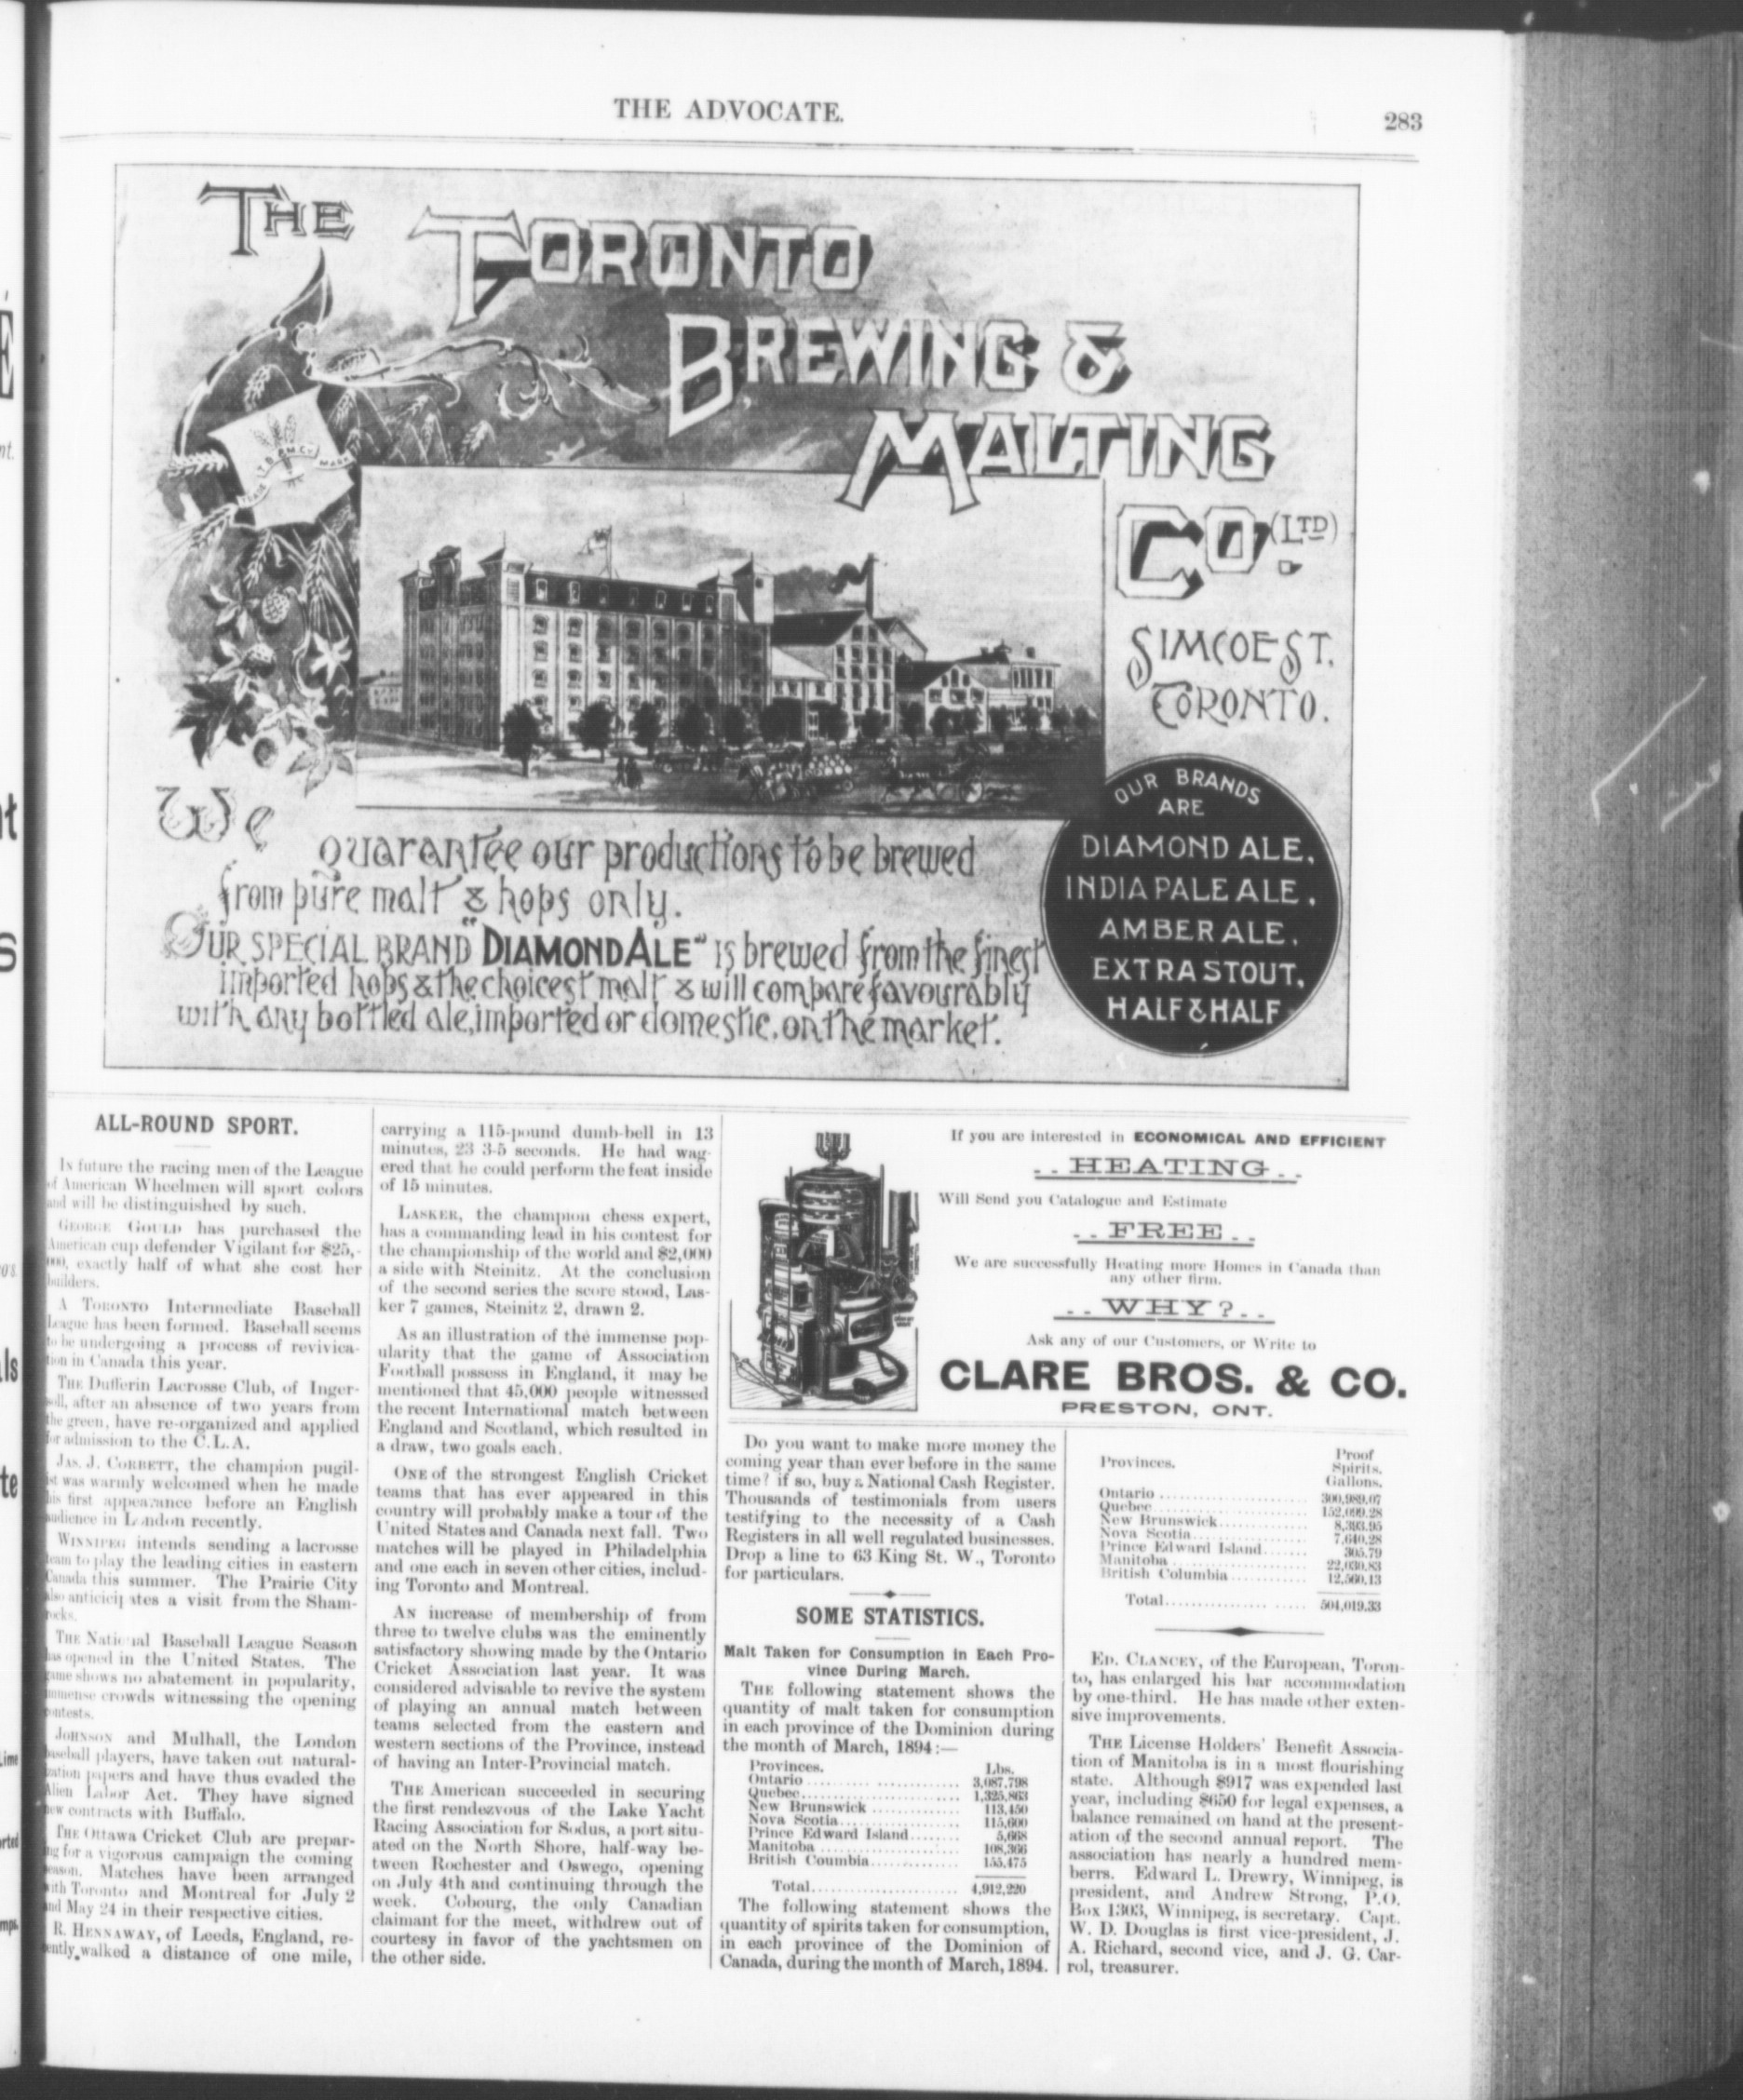 THE ADVOCATE.
283
THE
TORONTO
BREWING &
MALTING
CO. (LTD)
SIMCOE ST.
TORONTO.
TRADE T.B. & M.Co MARK
OUR BRANDS
ARE
DIAMOND ALE,
INDIA PALE ALE,
AMBER ALE,
EXTRA STOUT,
HALF & HALF
We
guarantee our productions to be brewed
from pure malt & hops only.
OUR SPECIAL BRAND "DIAMOND ALE" is brewed from the finest
imported hops & the choicest malt & will compare favourably
with any bottled ale, imported or domestic, on the market.
ALL-ROUND SPORT.
IN future the racing men of the League
of American Wheelmen will sport colors
and will be distinguished by such.
GEORGE GOULD has purchased the
American cup defender Vigilant for $25,-
000, exactly half of what she cost her
builders.
A TORONTO Intermediate Baseball
League has been formed. Baseball seems
to be undergoing a process of revivica-
tion in Canada this year.
THE Dufferin Lacrosse Club, of Inger-
soll, after an absence of two years from
the green, have re-organized and applied
for admission to the C.L.A.
JAS. J. CORBETT, the champion pugil-
ist was warmly welcomed when he made
his first appearance before an English
audience in London recently.
WINNIPEG intends sending a lacrosse
team to play the leading cities in eastern
Canada this summer. The Prairie City
also anticicipates a visit from the Sham-
rocks.
THE National Baseball League Season
has opened in the United States. The
game shows no abatement in popularity,
immense crowds witnessing the opening
contests.
JOHNSON and Mulhall, the London
baseball players, have taken out natural-
ization papers and have thus evaded the
Alien Labor Act. They have signed
new contracts with Buffalo.
THE Ottawa Cricket Club are prepar-
ing for a vigorous campaign the coming
season. Matches have been arranged
with Toronto and Montreal for July 2
and May 24 in their respective cities.
R. HENNAWAY, of Leeds, England, re-
cently walked a distance of one mile,
carrying a 115-pound dumb-bell in 13
minutes, 23 3-5 seconds. He had wag-
ered that he could perform the feat inside
of 15 minutes.
LASKER, the champion chess expert,
has a commanding lead in his contest for
the championship of the world and $2,000
a side with Steinitz. At the conclusion
of the second series the score stood, Las-
ker 7 games, Steinitz 2, drawn 2.
As an illustration of the immense pop-
ularity that the game of Association
Football possess in England, it may be
mentioned that 45,000 people witnessed
the recent International match between
England and Scotland, which resulted in
a draw, two goals each.
ONE of the strongest English Cricket
teams that has ever appeared in this
country will probably make a tour of the
United States and Canada next fall. Two
matches will be played in Philadelphia
and one each in seven other cities, includ-
ing Toronto and Montreal.
AN increase of membership of from
three to twelve clubs was the eminently
satisfactory showing made by the Ontario
Cricket Association last year. It was
considered advisable to revive the system
of playing an annual match between
teams selected from the eastern and
western sections of the Province, instead
of having an Inter-Provincial match.
THE American succeeded in securing
the first rendezvous of the Lake Yacht
Racing Association for Sodus, a port situ-
ated on the North Shore, half-way be-
tween Rochester and Oswego, opening
on July 4th and continuing through the
week. Cobourg, the only Canadian
claimant for the meet, withdrew out of
courtesy in favor of the yachtsmen on
the other side.
If you are interested in ECONOMICAL AND EFFICIENT
. . HEATING . .
Will Send you Catalogue and Estimate
. . FREE . .
We are successfully Heating more Homes in Canada than
any other firm.
. . WHY? . .
Ask any of our Customers, or Write to
CLARE BROS. & CO.
PRESTON, ONT.
Do you want to make more money the
coming year than ever before in the same
time? if so, buy a National Cash Register.
Thousands of testimonials from users
testifying to the necessity of a Cash
Registers in all well regulated businesses.
Drop a line to 63 King St. W., Toronto
for particulars.
SOME STATISTICS.
Malt Taken for Consumption in Each Pro-
vince During March.
THE following statement shows the
quantity of malt taken for consumption
in each province of the Dominion during
the month of March, 1894:—
Provinces. Lbs.
Ontario 3,087,798
Quebec 1,325,863
New Brunswick 113,450
Nova Scotia 115,600
Prince Edward Island 5,668
Manitoba 108,366
British Coumbia 155,475
Total 4,912,220
The following statement shows the
quantity of spirits taken for consumption,
in each province of the Dominion of
Canada, during the month of March, 1894.
Provinces. Proof
Spirits.
Gallons.
Ontario 300,989.07
Quebec 152,099.28
New Brunswick 8,393.95
Nova Scotia 7,640.28
Prince Edward Island 305.79
Manitoba 22,030.83
British Columbia 12,560.13
Total 504,019.33
ED. CLANCEY, of the European, Toron-
to, has enlarged his bar accommodation
by one-third. He has made other exten-
sive improvements.
THE License Holders' Benefit Associa-
tion of Manitoba is in a most flourishing
state. Although $917 was expended last
year, including $650 for legal expenses, a
balance remained on hand at the present-
ation of the second annual report. The
association has nearly a hundred mem-
berrs. Edward L. Drewry, Winnipeg, is
president, and Andrew Strong, P.O.
Box 1303, Winnipeg, is secretary. Capt.
W. D. Douglas is first vice-president, J.
A. Richard, second vice, and J. G. Car-
rol, treasurer.